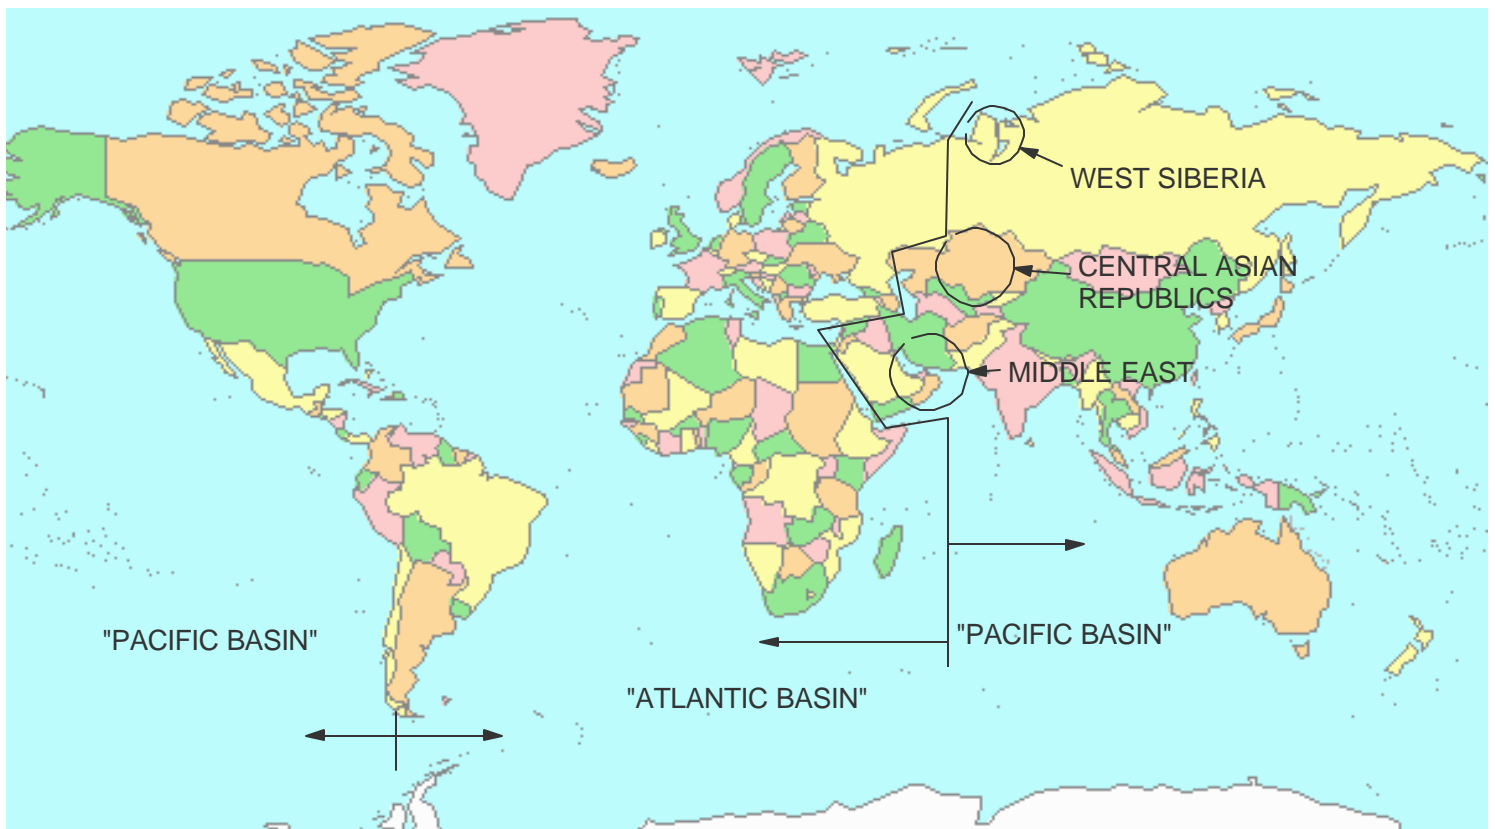 WEST SIBERIA
CENTRAL ASIAN
REPUBLICS
MIDDLE EAST
"PACIFIC BASIN"
"PACIFIC BASIN"
"ATLANTIC BASIN"